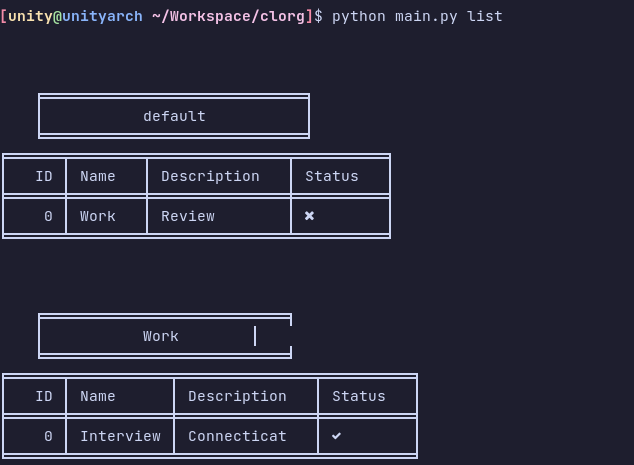 [unity@unityarch ~/Workspace/clorg]$ python main.py list
default
ID Name Description Status
0 Work Review ✖
Work
ID Name Description Status
0 Interview Connecticat ✓